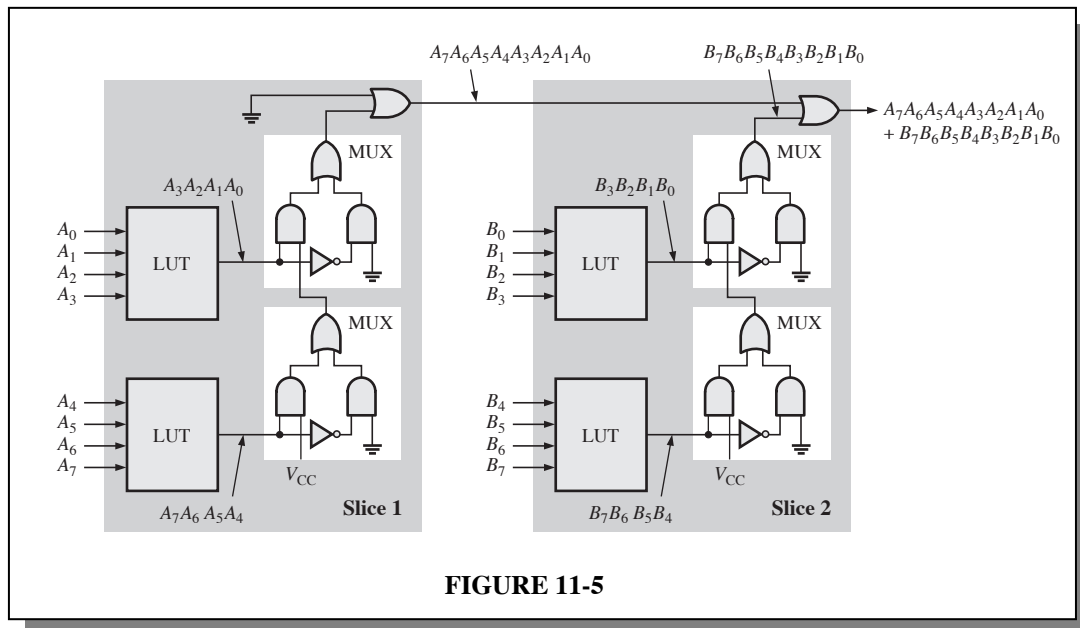 A₇A₆A₅A₄A₃A₂A₁A₀
B₇B₆B₅B₄B₃B₂B₁B₀
A₇A₆A₅A₄A₃A₂A₁A₀
+ B₇B₆B₅B₄B₃B₂B₁B₀
MUX
A₃A₂A₁A₀
A₀
A₁
A₂
A₃
LUT
MUX
A₄
A₅
A₆
A₇
LUT
V_CC
A₇A₆ A₅A₄
Slice 1
MUX
B₃B₂B₁B₀
B₀
B₁
B₂
B₃
LUT
MUX
B₄
B₅
B₆
B₇
LUT
V_CC
B₇B₆ B₅B₄
Slice 2
FIGURE 11-5